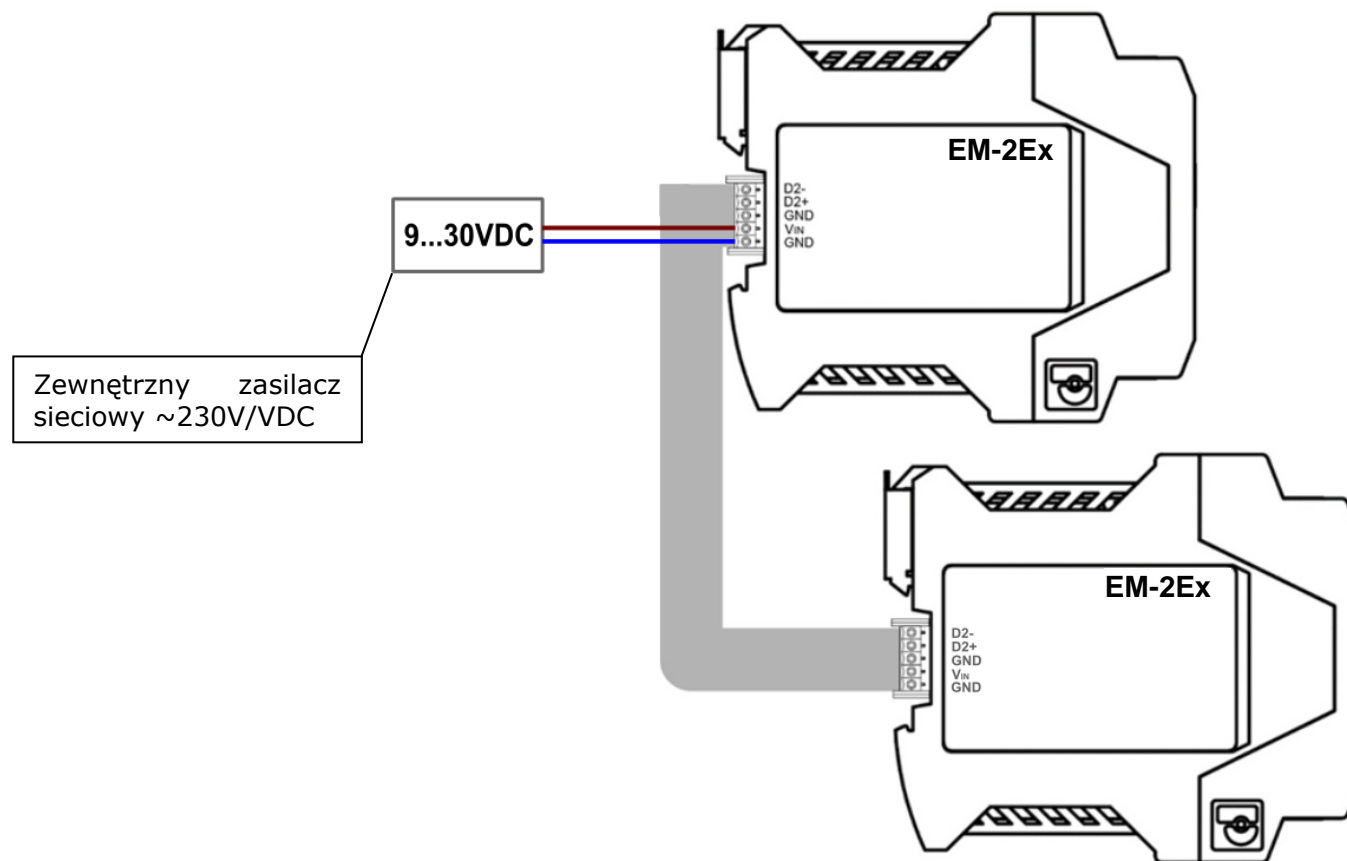 EM-2Ex
D2-
D2+
GND
VIN
GND
9...30VDC
Zewnętrzny zasilacz
sieciowy ~230V/VDC
EM-2Ex
D2-
D2+
GND
VIN
GND